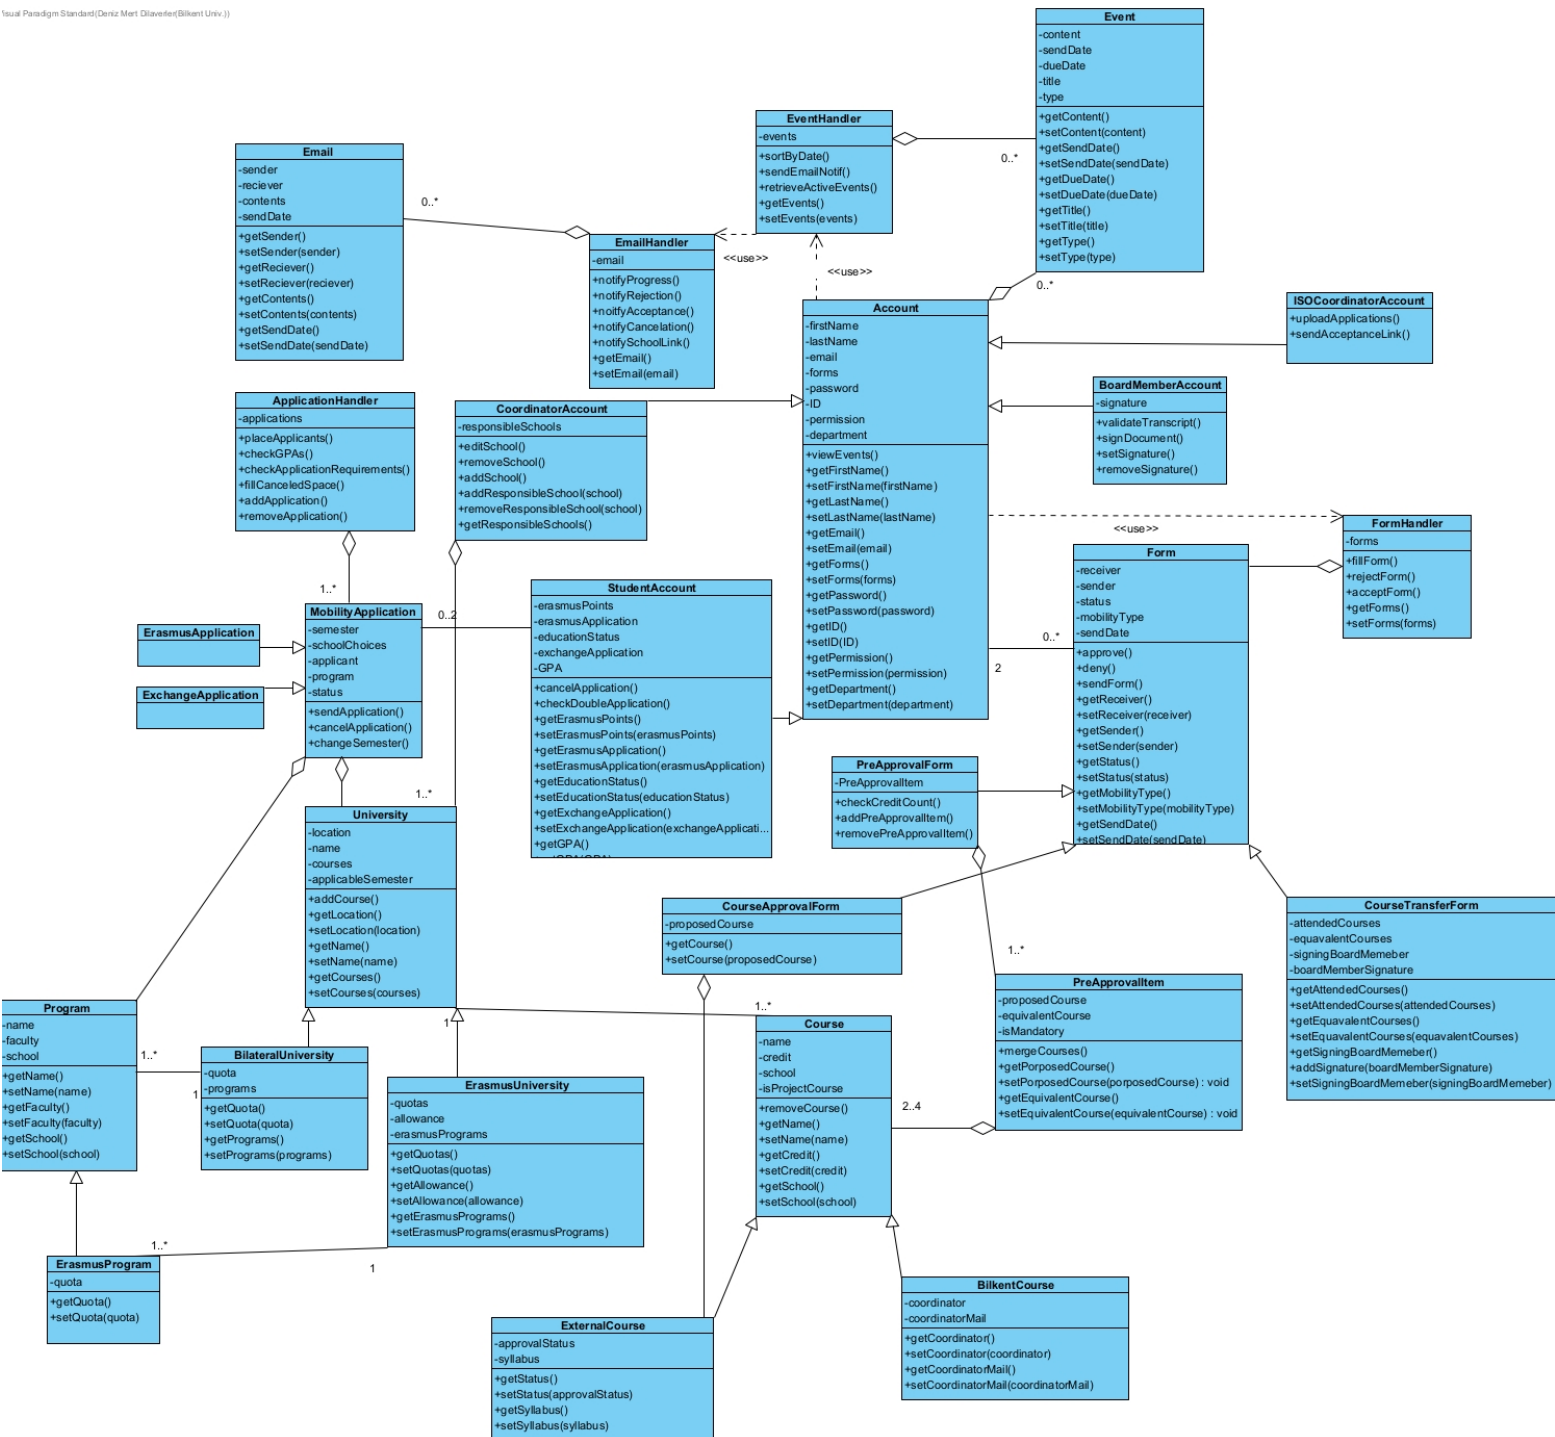 Visual Paradigm Standard(Deniz Mert Dilaverler(Bilkent Univ.))
Event
-content
-sendDate
-dueDate
-title
-type
+getContent()
+setContent(content)
+getSendDate()
+setSendDate(sendDate)
+getDueDate()
+setDueDate(dueDate)
+getTitle()
+setTitle(title)
+getType()
+setType(type)
EventHandler
-events
+sortByDate()
+sendEmailNotif()
+retrieveActiveEvents()
+getEvents()
+setEvents(events)
0..*
Email
-sender
-reciever
-contents
-sendDate
+getSender()
+setSender(sender)
+getReciever()
+setReciever(reciever)
+getContents()
+setContents(contents)
+getSendDate()
+setSendDate(sendDate)
0..*
EmailHandler
-email
+notifyProgress()
+notifyRejection()
+noitfyAcceptance()
+notifyCancelation()
+notifySchoolLink()
+getEmail()
+setEmail(email)
<<use>>
<<use>>
0..*
Account
-firstName
-lastName
-email
-forms
-password
-ID
-permission
-department
+viewEvents()
+getFirstName()
+setFirstName(firstName)
+getLastName()
+setLastName(lastName)
+getEmail()
+setEmail(email)
+getForms()
+setForms(forms)
+getPassword()
+setPassword(password)
+getID()
+setID(ID)
+getPermission()
+setPermission(permission)
+getDepartment()
+setDepartment(department)
ISOCoordinatorAccount
+uploadApplications()
+sendAcceptanceLink()
BoardMemberAccount
-signature
+validateTranscript()
+signDocument()
+setSignature()
+removeSignature()
ApplicationHandler
-applications
+placeApplicants()
+checkGPAs()
+checkApplicationRequirements()
+fillCanceledSpace()
+addApplication()
+removeApplication()
CoordinatorAccount
-responsibleSchools
+editSchool()
+removeSchool()
+addSchool()
+addResponsibleSchool(school)
+removeResponsibleSchool(school)
+getResponsibleSchools()
<<use>>
FormHandler
-forms
+fillForm()
+rejectForm()
+acceptForm()
+getForms()
+setForms(forms)
Form
-receiver
-sender
-status
-mobilityType
-sendDate
+approve()
+deny()
+sendForm()
+getReceiver()
+setReceiver(receiver)
+getSender()
+setSender(sender)
+getStatus()
+setStatus(status)
+getMobilityType()
+setMobilityType(mobilityType)
+getSendDate()
+setSendDate(sendDate)
0..*
2
1..*
MobilityApplication
-semester
-schoolChoices
-applicant
-program
-status
+sendApplication()
+cancelApplication()
+changeSemester()
0..2
ErasmusApplication
ExchangeApplication
StudentAccount
-erasmusPoints
-erasmusApplication
-educationStatus
-exchangeApplication
-GPA
+cancelApplication()
+checkDoubleApplication()
+getErasmusPoints()
+setErasmusPoints(erasmusPoints)
+getErasmusApplication()
+setErasmusApplication(erasmusApplication)
+getEducationStatus()
+setEducationStatus(educationStatus)
+getExchangeApplication()
+setExchangeApplication(exchangeApplicati...
+getGPA()
PreApprovalForm
-PreApprovalItem
+checkCreditCount()
+addPreApprovalItem()
+removePreApprovalItem()
1..*
University
-location
-name
-courses
-applicableSemester
+addCourse()
+getLocation()
+setLocation(location)
+getName()
+setName(name)
+getCourses()
+setCourses(courses)
CourseApprovalForm
-proposedCourse
+getCourse()
+setCourse(proposedCourse)
CourseTransferForm
-attendedCourses
-equavalentCourses
-signingBoardMemeber
-boardMemberSignature
+getAttendedCourses()
+setAttendedCourses(attendedCourses)
+getEquavalentCourses()
+setEquavalentCourses(equavalentCourses)
+getSigningBoardMemeber()
+addSignature(boardMemberSignature)
+setSigningBoardMemeber(signingBoardMemeber)
1..*
PreApprovalItem
-proposedCourse
-equivalentCourse
-isMandatory
+mergeCourses()
+getPorposedCourse()
+setPorposedCourse(porposedCourse) : void
+getEquivalentCourse()
+setEquivalentCourse(equivalentCourse) : void
Program
-name
-faculty
-school
+getName()
+setName(name)
+getFaculty()
+setFaculty(faculty)
+getSchool()
+setSchool(school)
1..*
1
BilateralUniversity
-quota
-programs
+getQuota()
+setQuota(quota)
+getPrograms()
+setPrograms(programs)
1
1..*
ErasmusUniversity
-quotas
-allowance
-erasmusPrograms
+getQuotas()
+setQuotas(quotas)
+getAllowance()
+setAllowance(allowance)
+getErasmusPrograms()
+setErasmusPrograms(erasmusPrograms)
Course
-name
-credit
-school
-isProjectCourse
+removeCourse()
+getName()
+setName(name)
+getCredit()
+setCredit(credit)
+getSchool()
+setSchool(school)
2..4
1..*
1
ErasmusProgram
-quota
+getQuota()
+setQuota(quota)
ExternalCourse
-approvalStatus
-syllabus
+getStatus()
+setStatus(approvalStatus)
+getSyllabus()
+setSyllabus(syllabus)
BilkentCourse
-coordinator
-coordinatorMail
+getCoordinator()
+setCoordinator(coordinator)
+getCoordinatorMail()
+setCoordinatorMail(coordinatorMail)